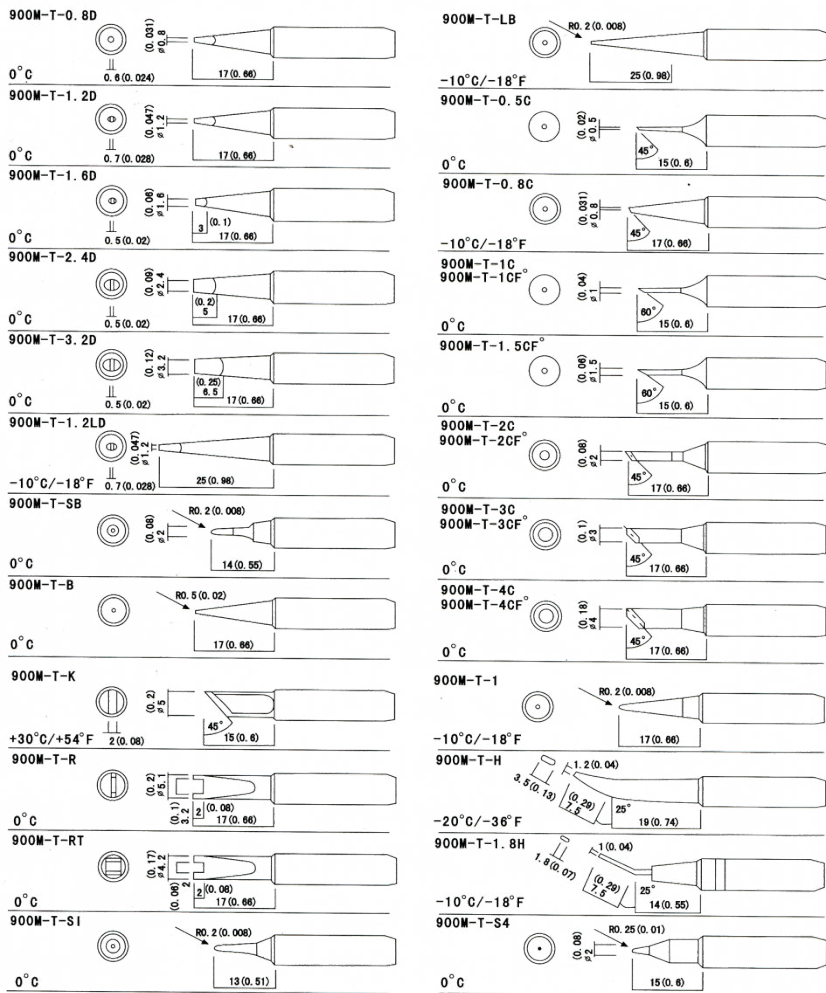 900M-T-0.8D
(0.031)
ø0.8
0.6(0.024)
17(0.66)
0°C
900M-T-1.2D
(0.047)
ø1.2
0.7(0.028)
17(0.66)
0°C
900M-T-1.6D
(0.06)
ø1.6
3
(0.1)
0.5(0.02)
17(0.66)
0°C
900M-T-2.4D
(0.09)
ø2.4
(0.2)
5
0.5(0.02)
17(0.66)
0°C
900M-T-3.2D
(0.12)
ø3.2
(0.25)
6.5
0.5(0.02)
17(0.66)
0°C
900M-T-1.2LD
(0.047)
ø1.2
0.7(0.028)
25(0.98)
-10°C/-18°F
900M-T-SB
R0.2(0.008)
(0.08)
ø2
14(0.55)
0°C
900M-T-B
R0.5(0.02)
17(0.66)
0°C
900M-T-K
(0.2)
ø5
45°
2(0.08)
15(0.6)
+30°C/+54°F
900M-T-R
(0.2)
ø5.1
(0.1)
3.2
2
(0.08)
17(0.66)
0°C
900M-T-RT
(0.17)
ø4.2
(0.08)
2
2
(0.08)
17(0.66)
0°C
900M-T-SI
R0.2(0.008)
13(0.51)
0°C
900M-T-LB
R0.2(0.008)
25(0.98)
-10°C/-18°F
900M-T-0.5C
(0.02)
ø0.5
45°
15(0.6)
0°C
900M-T-0.8C
(0.031)
ø0.8
45°
17(0.66)
-10°C/-18°F
900M-T-1C
900M-T-1CF°
(0.04)
ø1
60°
15(0.6)
0°C
900M-T-1.5CF°
(0.06)
ø1.5
60°
15(0.6)
0°C
900M-T-2C
900M-T-2CF°
(0.08)
ø2
45°
17(0.66)
0°C
900M-T-3C
900M-T-3CF°
(0.1)
ø3
45°
17(0.66)
0°C
900M-T-4C
900M-T-4CF°
(0.18)
ø4
45°
17(0.66)
0°C
900M-T-1
R0.2(0.008)
17(0.66)
-10°C/-18°F
900M-T-H
1.2(0.04)
3.5(0.13)
(0.29)
7.5
25°
19(0.74)
-20°C/-36°F
900M-T-1.8H
1(0.04)
1.8(0.07)
(0.29)
7.5
25°
14(0.55)
-10°C/-18°F
900M-T-S4
R0.25(0.01)
(0.08)
ø2
15(0.6)
0°C